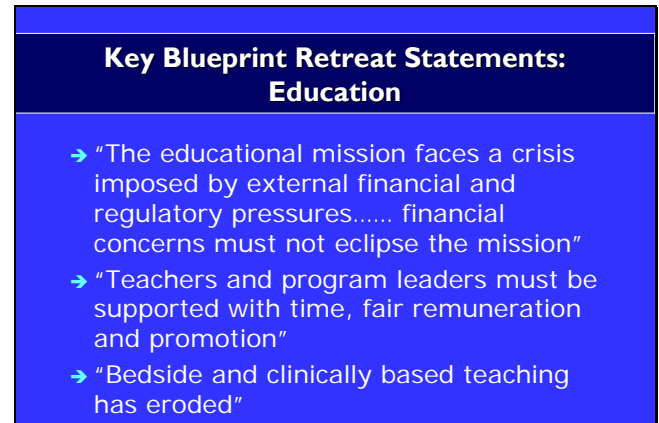 Key Blueprint Retreat Statements:
Education
➔ "The educational mission faces a crisis
imposed by external financial and
regulatory pressures...... financial
concerns must not eclipse the mission"
➔ "Teachers and program leaders must be
supported with time, fair remuneration
and promotion"
➔ "Bedside and clinically based teaching
has eroded"